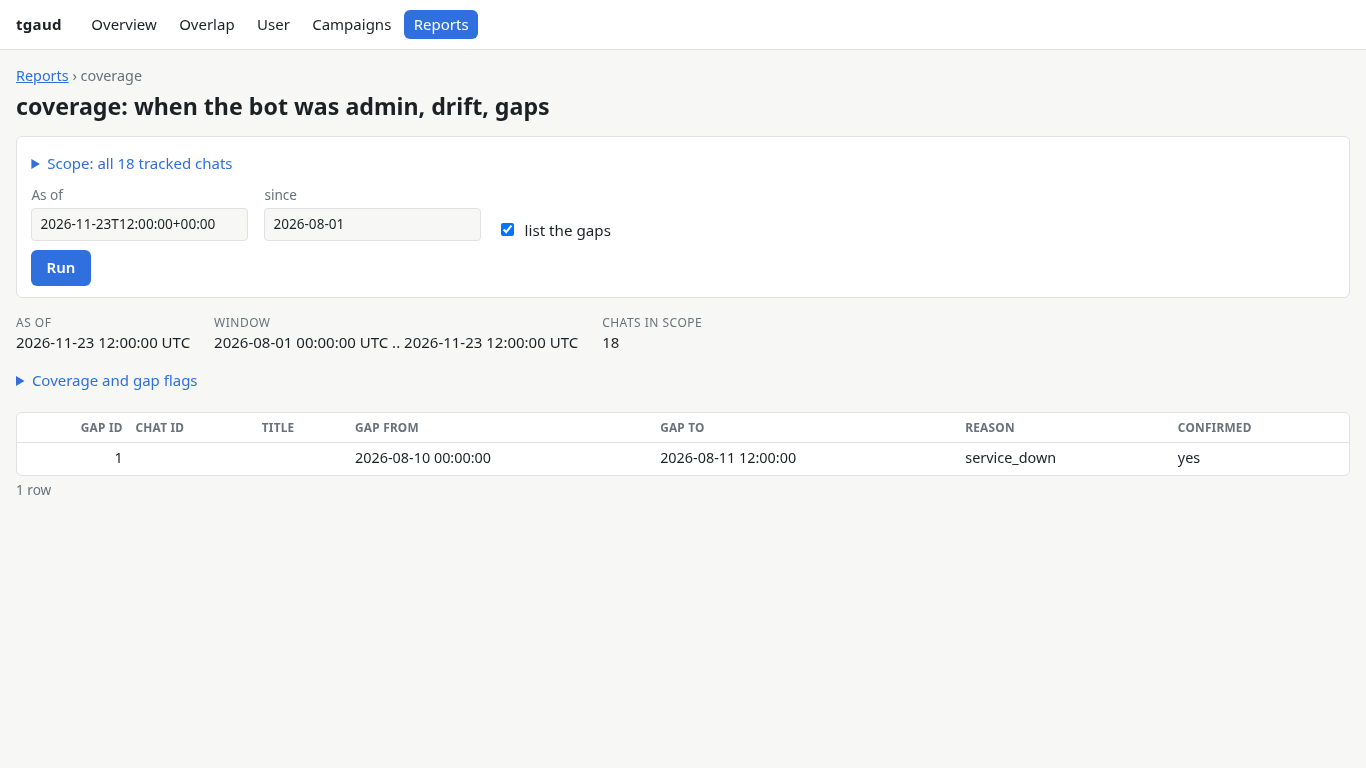 tgaud Overview Overlap User Campaigns Reports
Reports › coverage
coverage: when the bot was admin, drift, gaps
Scope: all 18 tracked chats
As of since
2026-11-23T12:00:00+00:00 2026-08-01 list the gaps
Run
AS OF WINDOW CHATS IN SCOPE
2026-11-23 12:00:00 UTC 2026-08-01 00:00:00 UTC .. 2026-11-23 12:00:00 UTC 18
Coverage and gap flags
GAP ID CHAT ID TITLE GAP FROM GAP TO REASON CONFIRMED
1 2026-08-10 00:00:00 2026-08-11 12:00:00 service_down yes
1 row